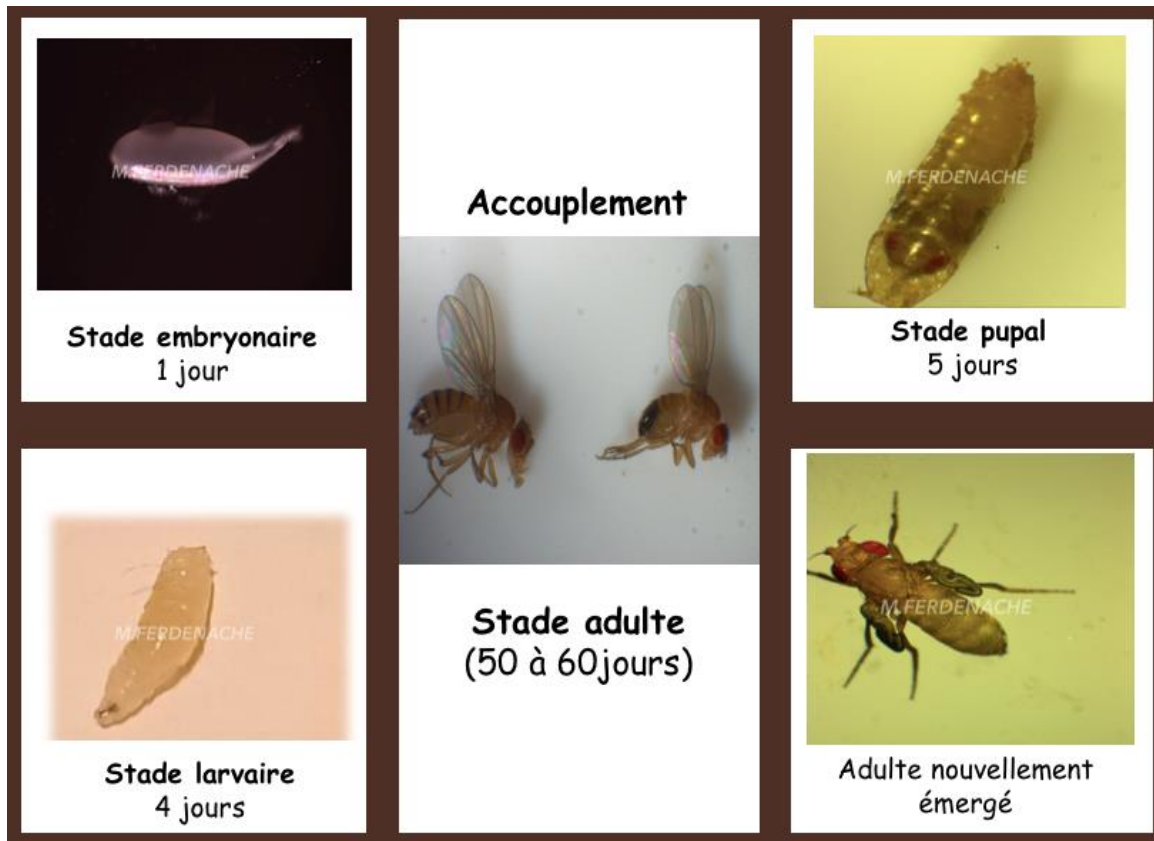 M.FERDENACHE
Stade embryonaire
1 jour
M.FERDENACHE
Stade larvaire
4 jours
Accouplement
Stade adulte
(50 à 60jours)
M.FERDENACHE
Stade pupal
5 jours
M.FERDENACHE
Adulte nouvellement
émergé